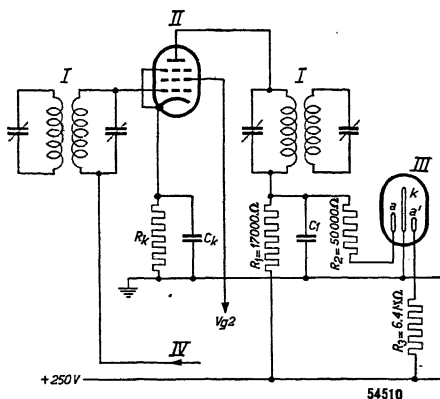 II
I
I
III
a
k
a'
Rk
Ck
R1=17000Ω
C1
R2=50000Ω
Vg2
R3=6.4MΩ
IV
+250V
54510